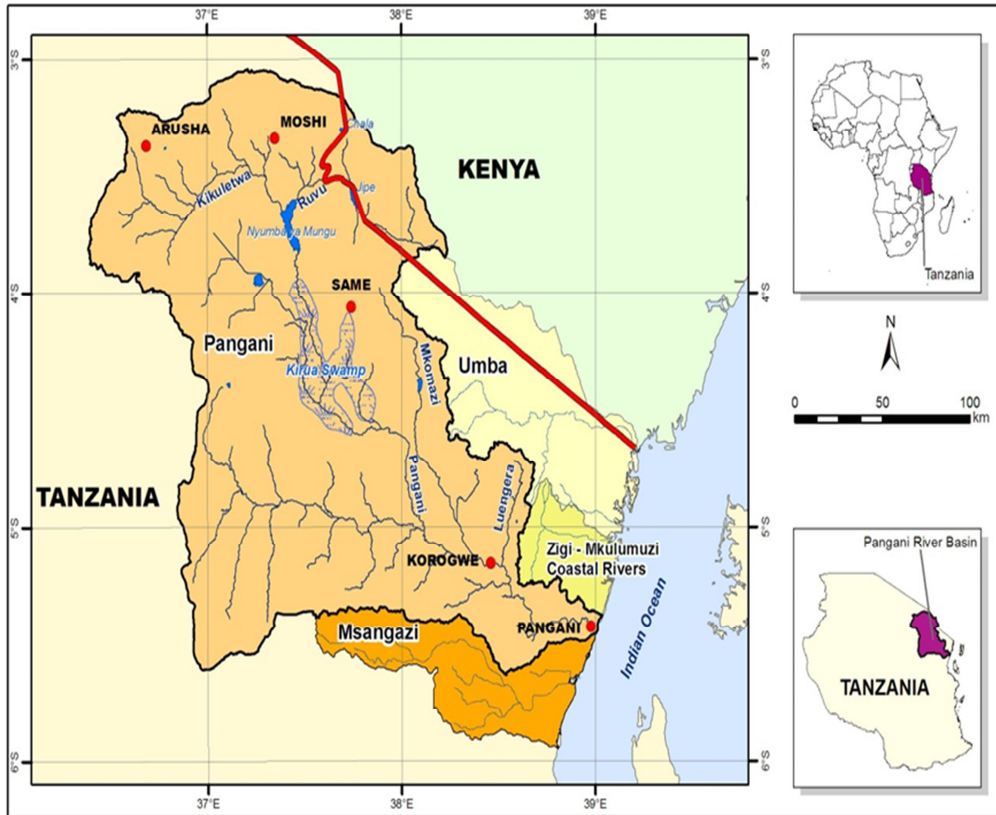 37°E
38°E
39°E
3°S
3°S
ARUSHA
MOSHI
Chala
KENYA
Kikuletwa
Ruvu
Jipe
Nyumba ya Mungu
Tanzania
4°S
4°S
SAME
N
Pangani
Umba
Kirua Swamp
Mkomazi
0
50
100
km
Pangani
Luengera
TANZANIA
5°S
5°S
Zigi - Mkulumuzi
Coastal Rivers
KOROGWE
Pangani River Basin
Msangazi
PANGANI
Indian Ocean
TANZANIA
6°S
6°S
37°E
38°E
39°E